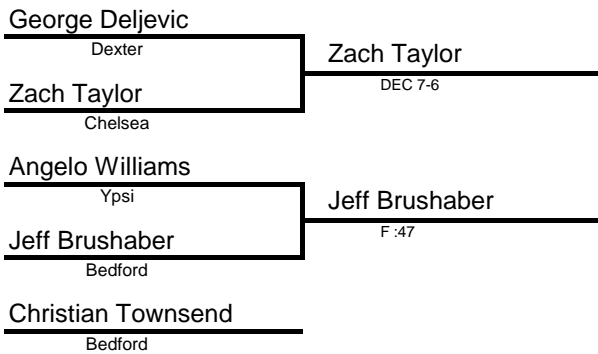 George Deljevic
Dexter
Zach Taylor
DEC 7-6
Zach Taylor
Chelsea
Angelo Williams
Ypsi
Jeff Brushaber
F :47
Jeff Brushaber
Bedford
Christian Townsend
Bedford